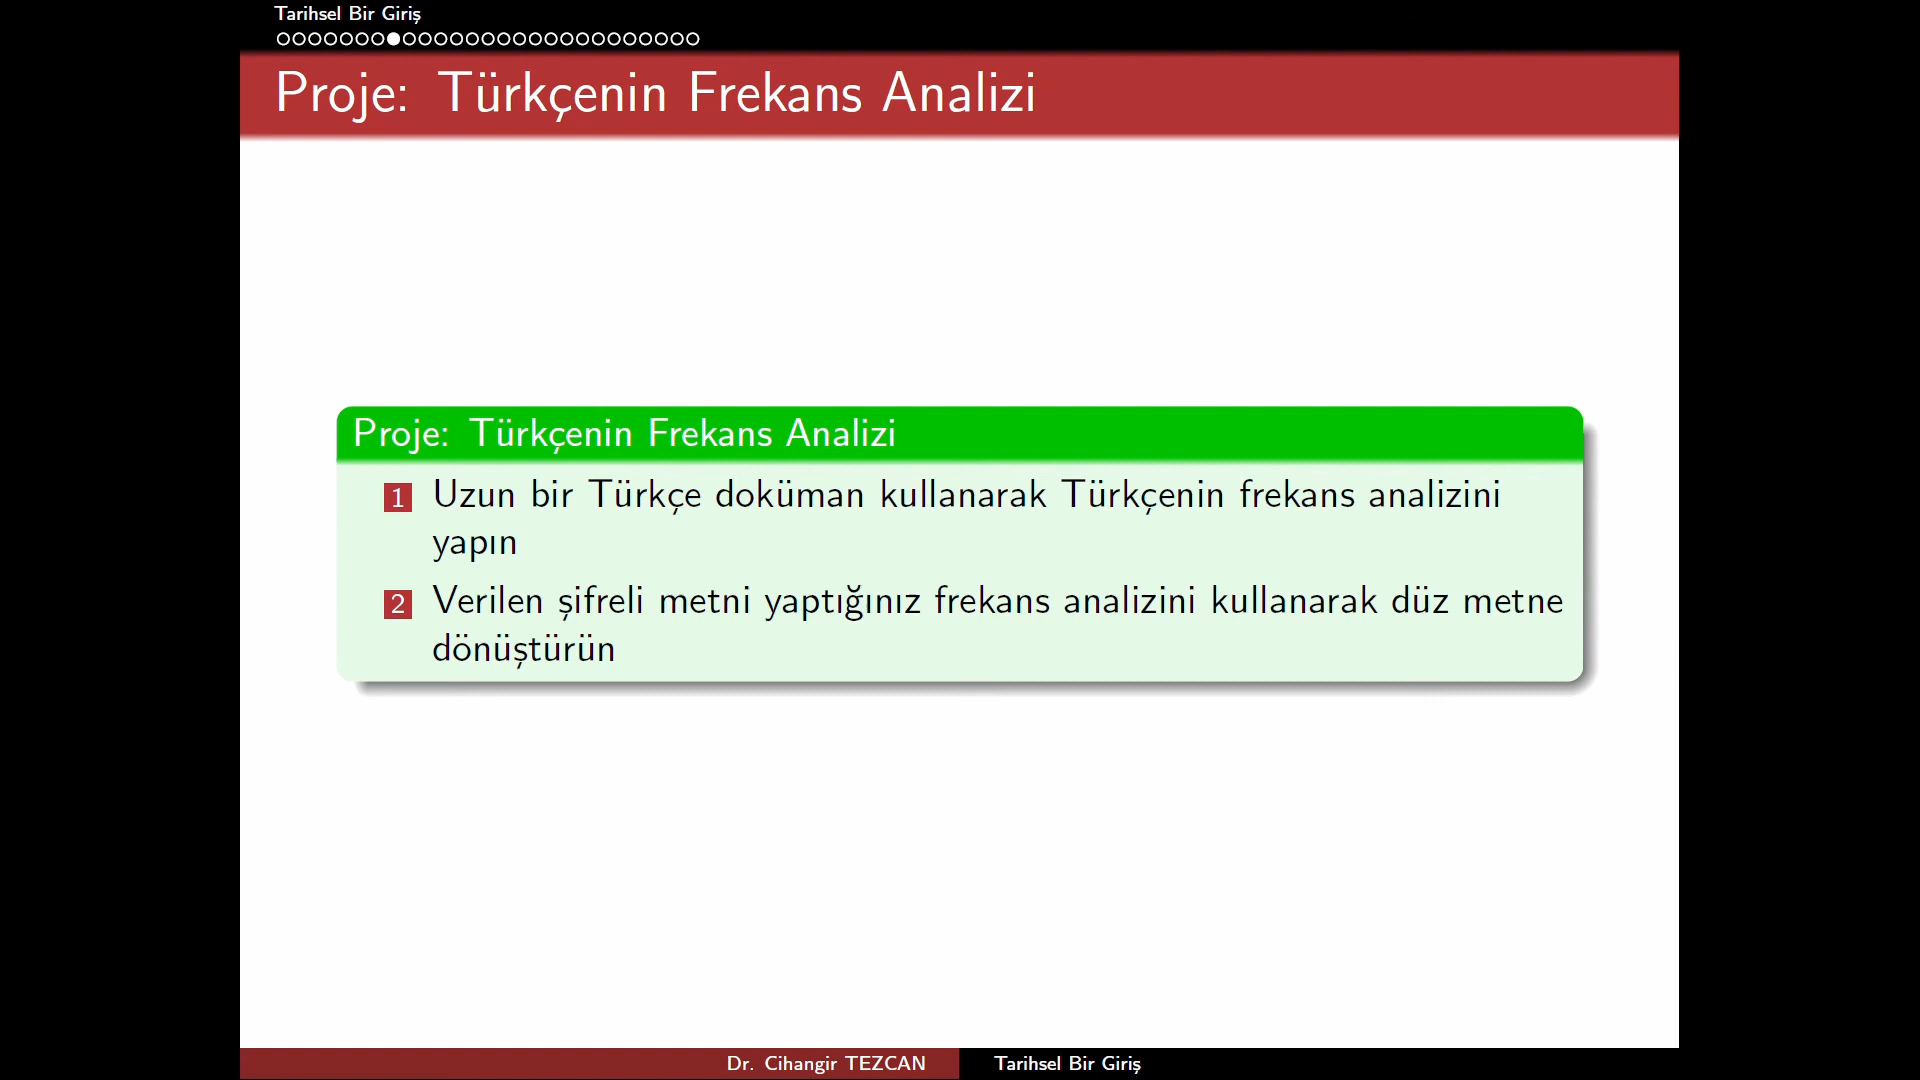 Tarihsel Bir Giriş
Proje: Türkçenin Frekans Analizi
Proje: Türkçenin Frekans Analizi
1 Uzun bir Türkçe doküman kullanarak Türkçenin frekans analizini
yapın
2 Verilen şifreli metni yaptığınız frekans analizini kullanarak düz metne
dönüştürün
Dr. Cihangir TEZCAN
Tarihsel Bir Giriş